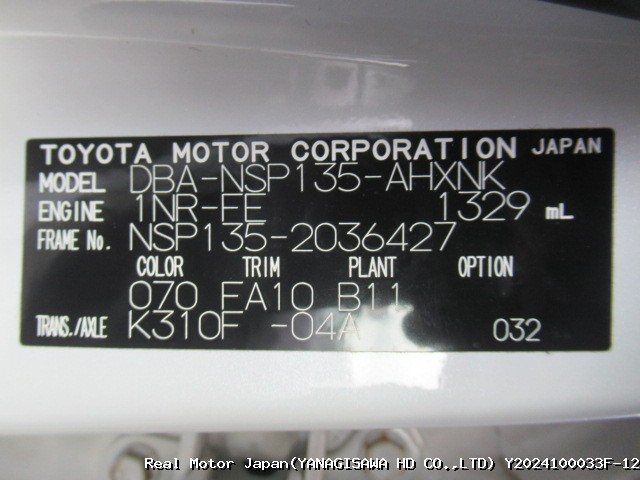 TOYOTA MOTOR CORPORATION JAPAN
MODEL DBA-NSP135-AHXNK
ENGINE 1NR-FE 1329 mL
FRAME No. NSP135-2036427
COLOR TRIM PLANT OPTION
070 FA10 B11
TRANS./AXLE K310F -04A 032
Real Motor Japan(YANAGISAWA HD CO.,LTD) Y2024100033F-12